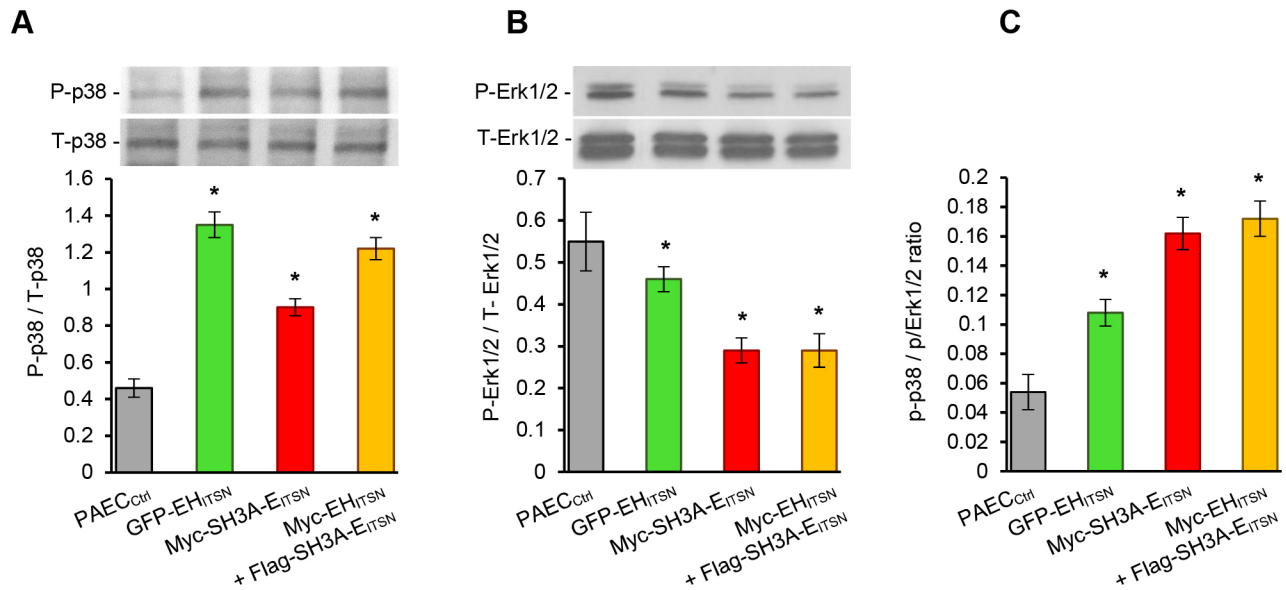 A
P-p38 -
T-p38 -
1.6
1.4
1.2
1
0.8
0.6
0.4
0.2
0
P-p38 / T-p38
*
*
*
PAECCtrl
GFP-EHITSN
Myc-SH3A-EITSN
Myc-EHITSN
+ Flag-SH3A-EITSN
B
P-Erk1/2 -
T-Erk1/2 -
0.7
0.6
0.5
0.4
0.3
0.2
0.1
0
P-Erk1/2 / T- Erk1/2
*
*
*
PAECCtrl
GFP-EHITSN
Myc-SH3A-EITSN
Myc-EHITSN
+ Flag-SH3A-EITSN
C
0.2
0.18
0.16
0.14
0.12
0.1
0.08
0.06
0.04
0.02
0
p-p38 / p/Erk1/2 ratio
*
*
*
PAECCtrl
GFP-EHITSN
Myc-SH3A-EITSN
Myc-EHITSN
+ Flag-SH3A-EITSN